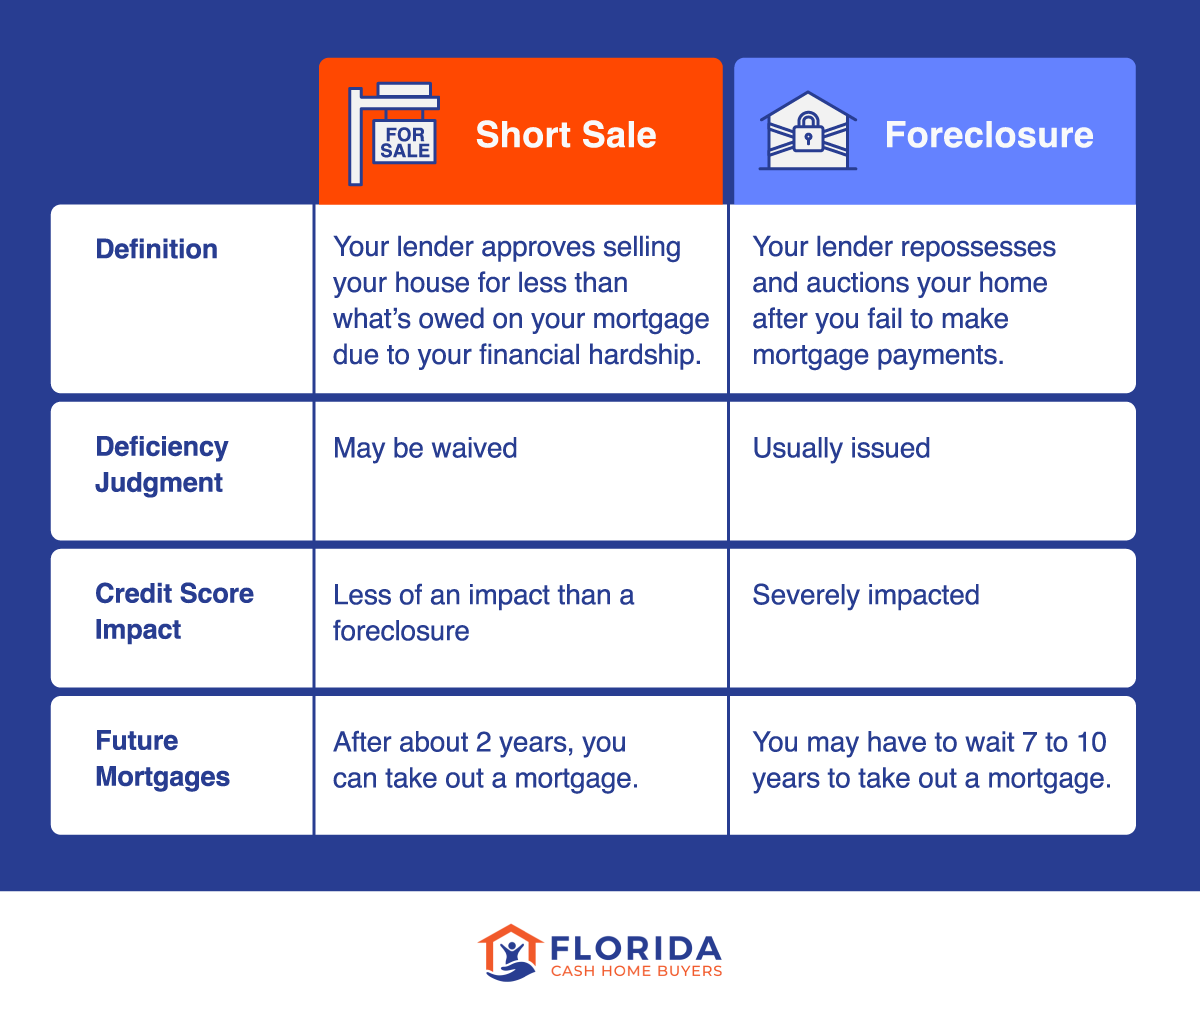 FOR
SALE
Short Sale
Foreclosure
Definition
Your lender approves selling
your house for less than
what’s owed on your mortgage
due to your financial hardship.
Your lender repossesses
and auctions your home
after you fail to make
mortgage payments.
Deficiency
Judgment
May be waived
Usually issued
Credit Score
Impact
Less of an impact than a
foreclosure
Severely impacted
Future
Mortgages
After about 2 years, you
can take out a mortgage.
You may have to wait 7 to 10
years to take out a mortgage.
FLORIDA
CASH HOME BUYERS